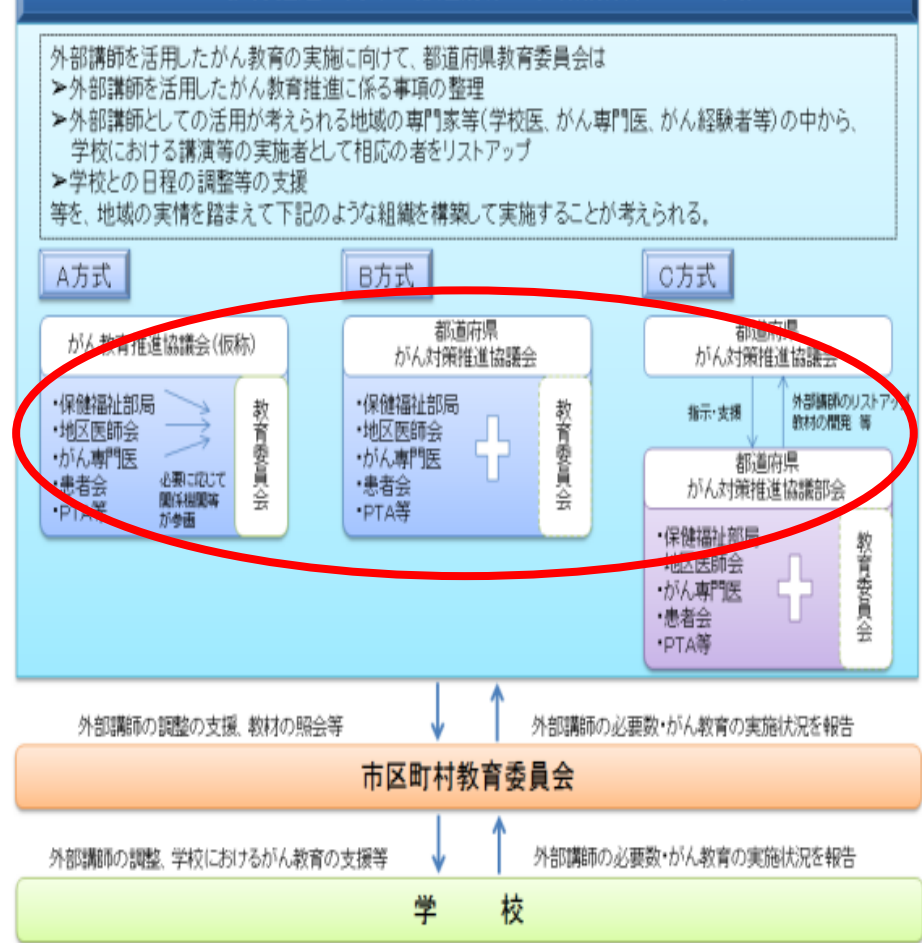 外部講師を活用したがん教育の実施に向けて、都道府県教育委員会は
➤外部講師を活用したがん教育推進に係る事項の整理
➤外部講師としての活用が考えられる地域の専門家等(学校医、がん専門医、がん経験者等)の中から、
学校における講演等の実施者として相応の者をリストアップ
➤学校との日程の調整等の支援
等を、地域の実情を踏まえて下記のような組織を構築して実施することが考えられる。
A方式
がん教育推進協議会(仮称)
・保健福祉部局
・地区医師会
・がん専門医
・患者会
・PTA等
必要に応じて
関係機関等
が参画
教育委員会
B方式
都道府県
がん対策推進協議会
・保健福祉部局
・地区医師会
・がん専門医
・患者会
・PTA等
教育委員会
C方式
都道府県
がん対策推進協議会
指示・支援
外部講師のリストアップ
教材の開発 等
都道府県
がん対策推進協議部会
・保健福祉部局
・地区医師会
・がん専門医
・患者会
・PTA等
教育委員会
外部講師の調整の支援、教材の照会等
外部講師の必要数・がん教育の実施状況を報告
市区町村教育委員会
外部講師の調整、学校におけるがん教育の支援等
外部講師の必要数・がん教育の実施状況を報告
学 校